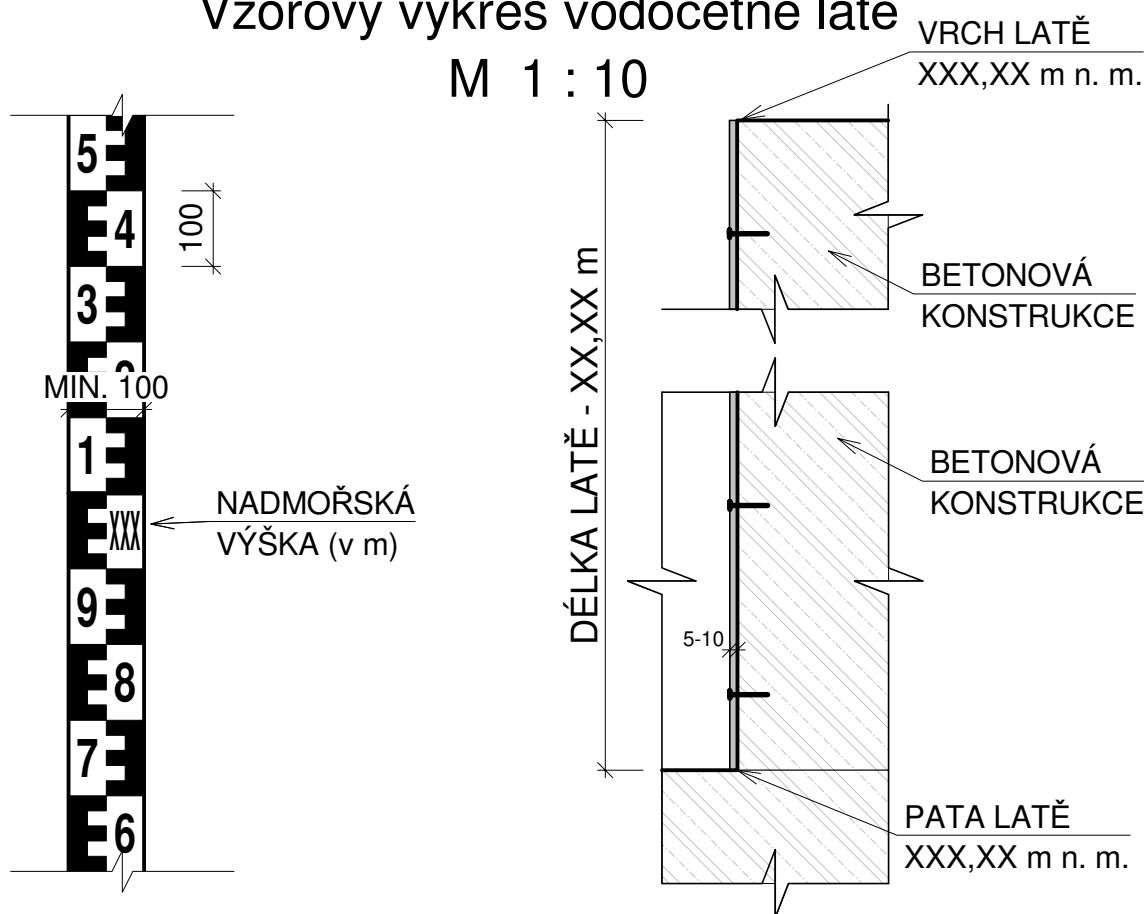 Vzorový výkres vodočetné latě
M 1 : 10
VRCH LATĚ
XXX,XX m n. m.
5
4
100
3
2
MIN. 100
1
XXX
NADMOŘSKÁ
VÝŠKA (v m)
9
8
7
6
DÉLKA LATĚ - XX,XX m
BETONOVÁ
KONSTRUKCE
BETONOVÁ
KONSTRUKCE
5-10
PATA LATĚ
XXX,XX m n. m.